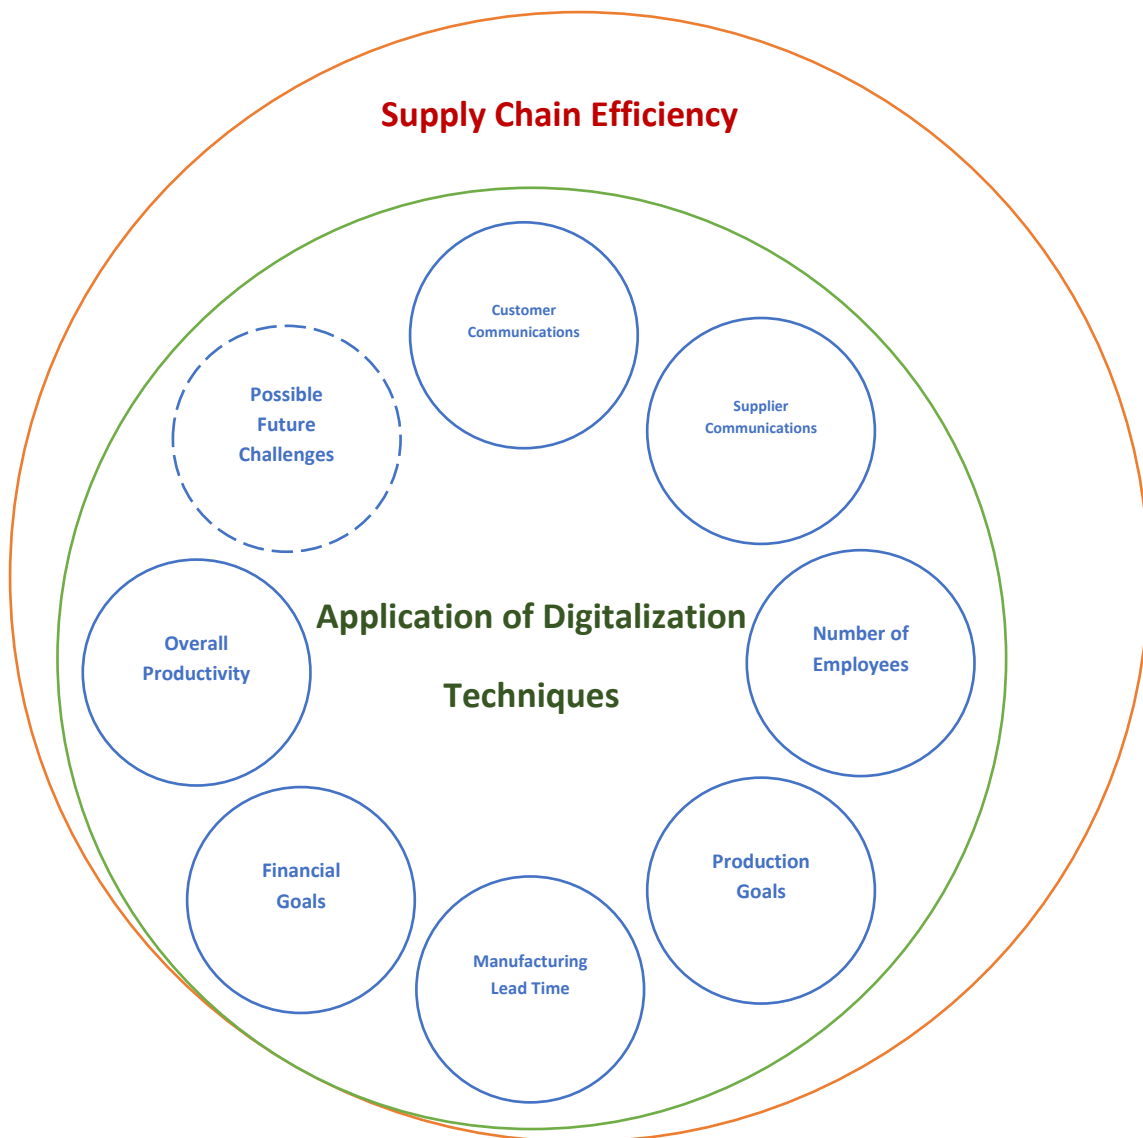 Supply Chain Efficiency
Customer
Communications
Possible
Future
Challenges
Supplier
Communications
Application of Digitalization
Techniques
Overall
Productivity
Number of
Employees
Financial
Goals
Production
Goals
Manufacturing
Lead Time